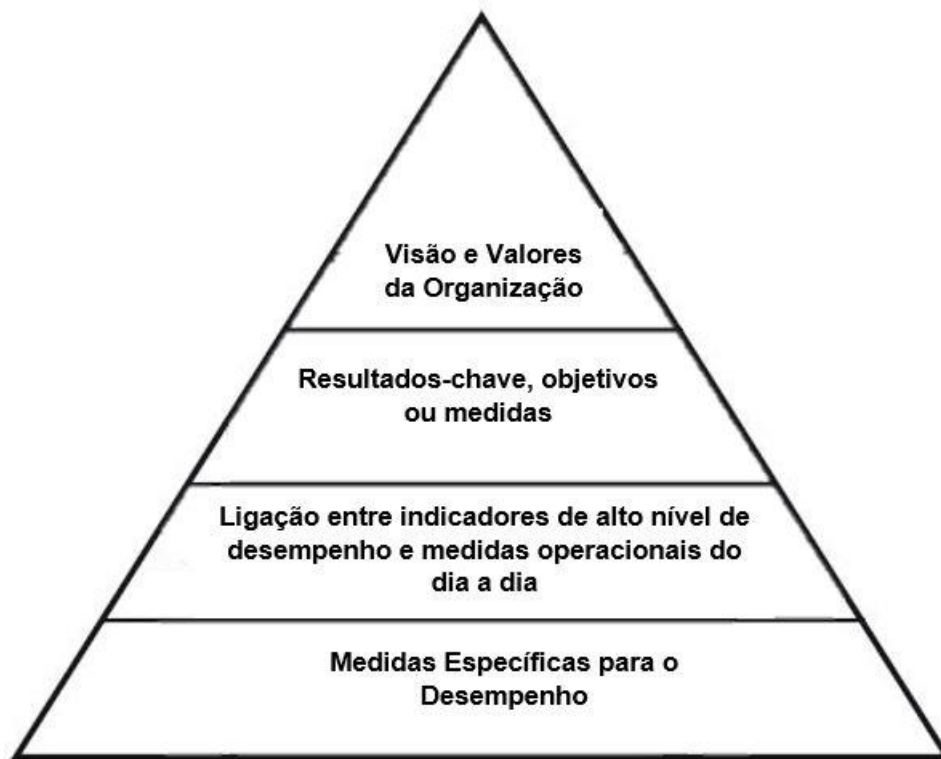 Visão e Valores
da Organização
Resultados-chave, objetivos
ou medidas
Ligação entre indicadores de alto nível de
desempenho e medidas operacionais do
dia a dia
Medidas Específicas para o
Desempenho